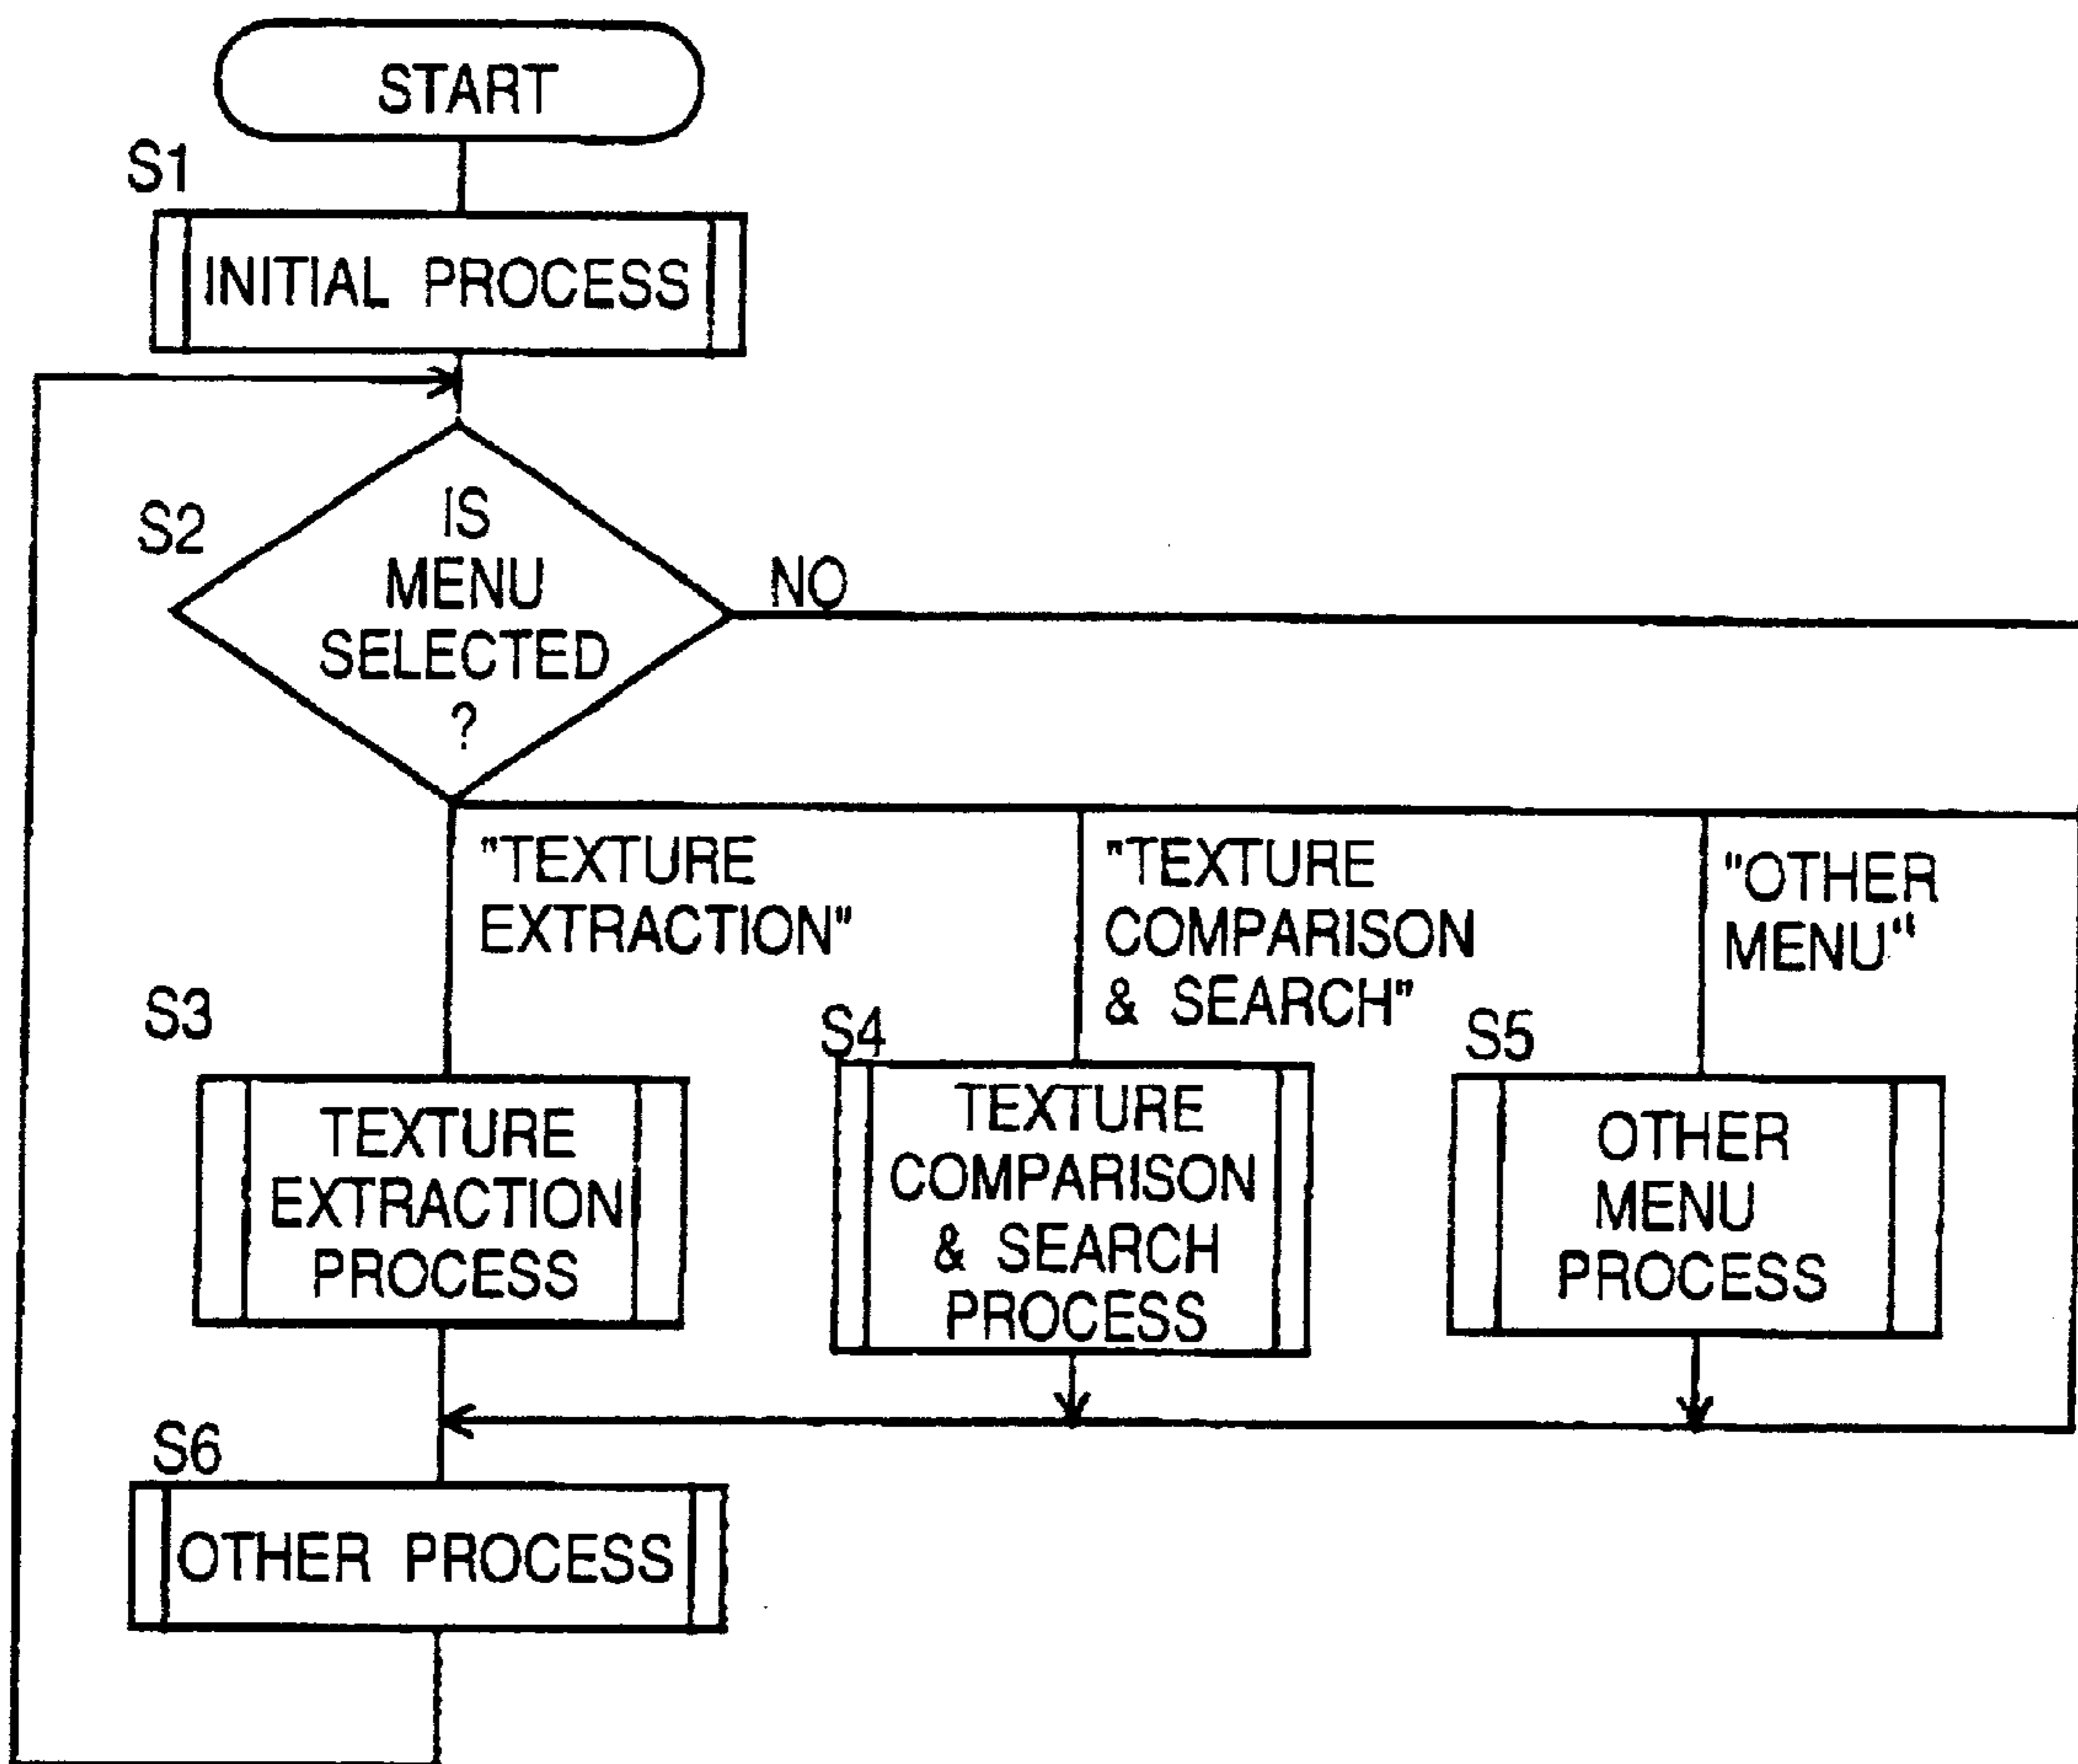 START
S1
INITIAL PROCESS
S2
IS
MENU
SELECTED
?
NO
"TEXTURE
EXTRACTION"
"TEXTURE
COMPARISON
& SEARCH"
"OTHER
MENU"
S3
TEXTURE
EXTRACTION
PROCESS
S4
TEXTURE
COMPARISON
& SEARCH
PROCESS
S5
OTHER
MENU
PROCESS
S6
OTHER PROCESS